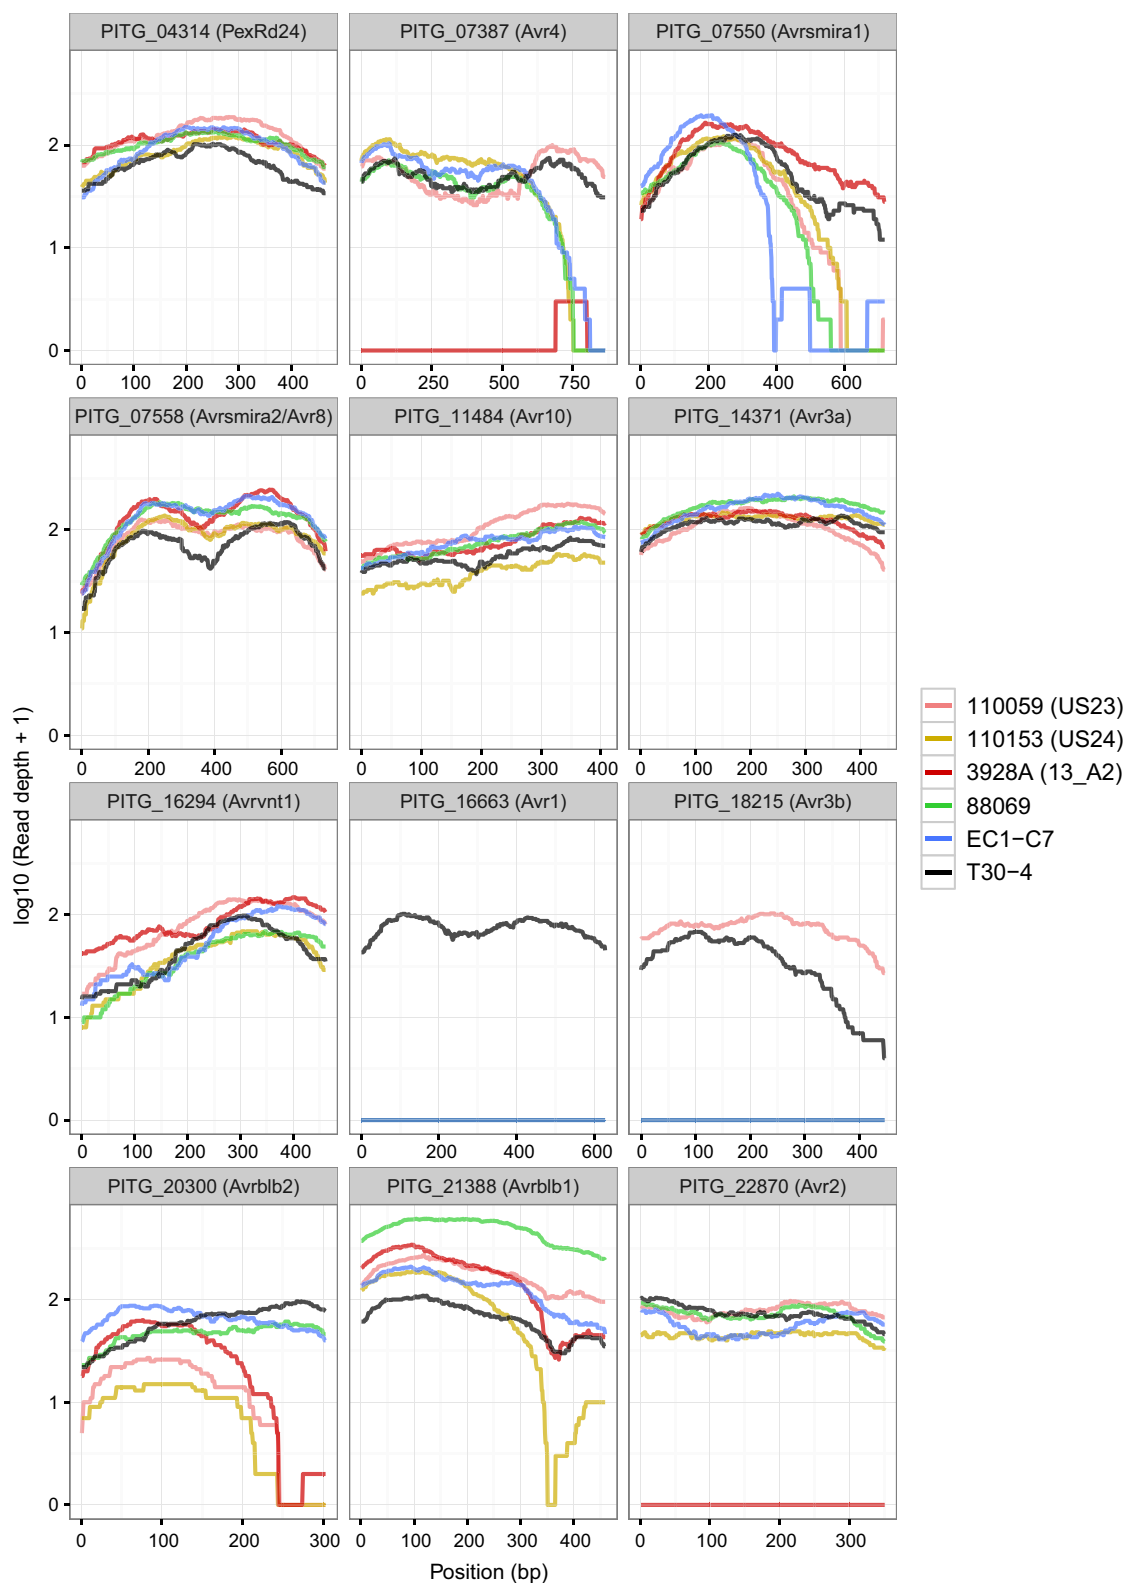 PITG_04314 (PexRd24) PITG_07387 (Avr4) PITG_07550 (Avrsmira1)
2
1
0
0 100 200 300 400 0 250 500 750 0 200 400 600
PITG_07558 (Avrsmira2/Avr8) PITG_11484 (Avr10) PITG_14371 (Avr3a)
2
1
0
0 200 400 600 0 100 200 300 400 0 100 200 300 400
PITG_16294 (Avrvnt1) PITG_16663 (Avr1) PITG_18215 (Avr3b)
2
1
0
0 100 200 300 400 0 200 400 600 0 100 200 300 400
PITG_20300 (Avrblb2) PITG_21388 (Avrblb1) PITG_22870 (Avr2)
2
1
0
0 100 200 300 0 100 200 300 400 0 100 200 300
Position (bp)
log10 (Read depth + 1)
110059 (US23)
110153 (US24)
3928A (13_A2)
88069
EC1−C7
T30−4